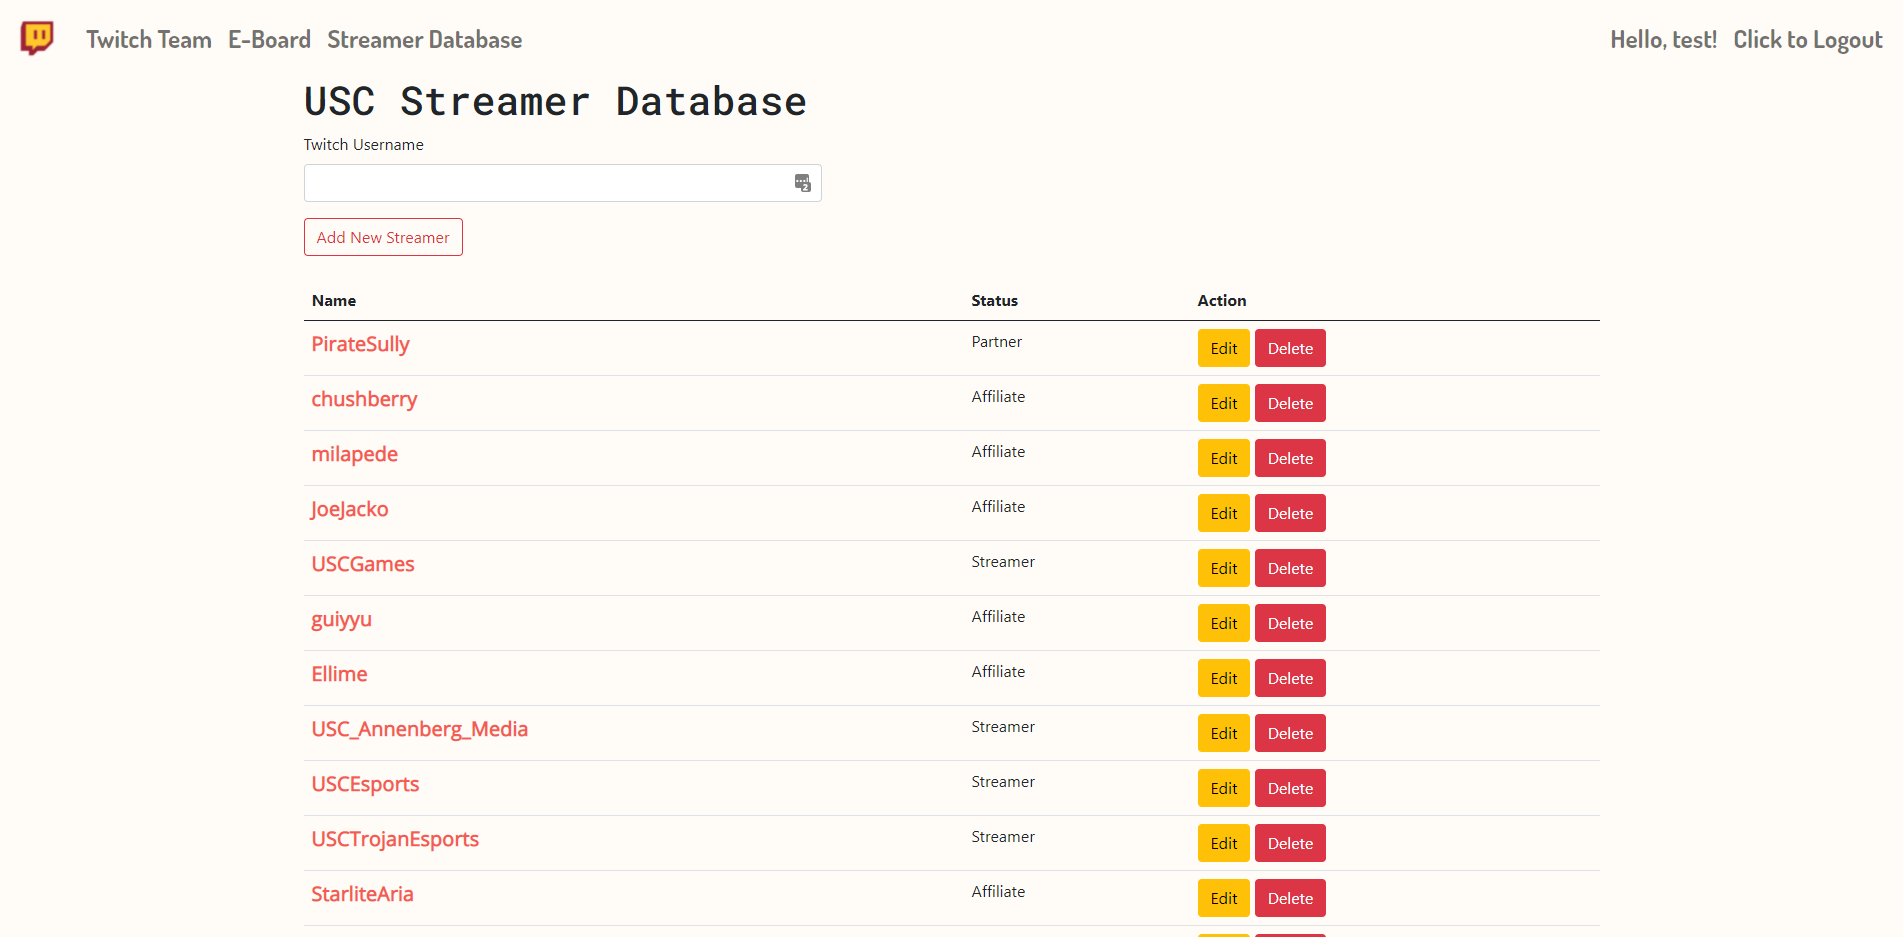 Twitch Team E-Board Streamer Database Hello, test! Click to Logout
USC Streamer Database
Twitch Username
Add New Streamer
Name Status Action
PirateSully Partner Edit Delete
chushberry Affiliate Edit Delete
milapede Affiliate Edit Delete
JoeJacko Affiliate Edit Delete
USCGames Streamer Edit Delete
guiyyu Affiliate Edit Delete
Ellime Affiliate Edit Delete
USC_Annenberg_Media Streamer Edit Delete
USCEsports Streamer Edit Delete
USCTrojanEsports Streamer Edit Delete
StarliteAria Affiliate Edit Delete